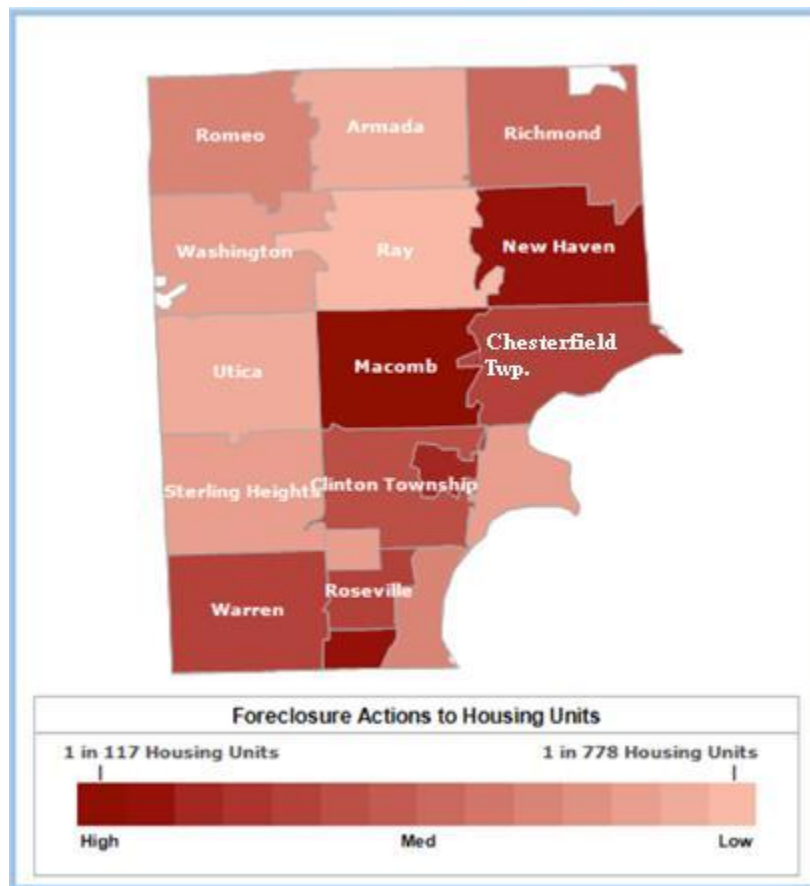 Romeo
Armada
Richmond
Washington
Ray
New Haven
Utica
Macomb
Chesterfield
Twp.
Sterling Heights
Clinton Township
Warren
Roseville
Foreclosure Actions to Housing Units
1 in 117 Housing Units
1 in 778 Housing Units
High
Med
Low